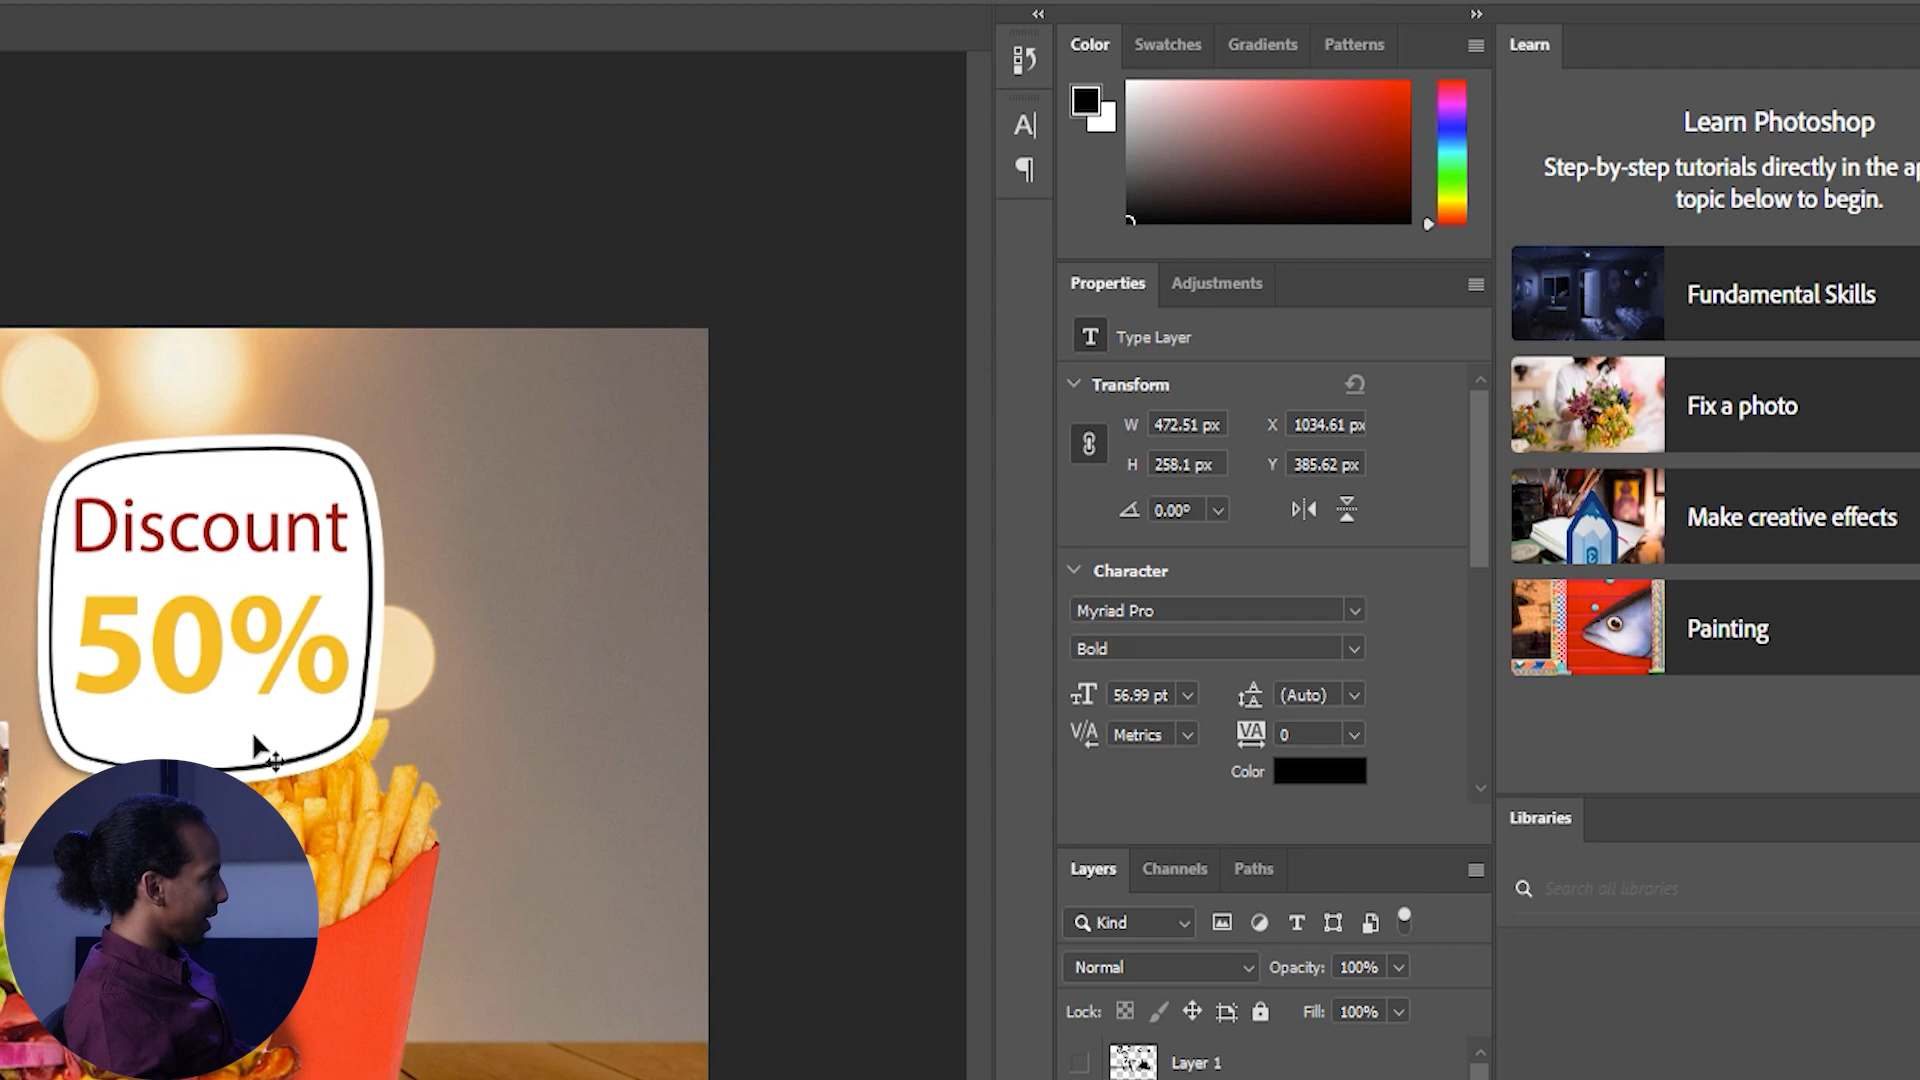 Color Swatches Gradients Patterns
Learn
Learn Photoshop
Step-by-step tutorials directly in the
topic below to begin.
Fundamental Skills
Fix a photo
Make creative effects
Painting
Properties Adjustments
T Type Layer
Transform
W 472.51 px X 1034.61 px
H 258.1 px Y 385.62 px
0.00°
Character
Myriad Pro
Bold
56.99 pt (Auto)
Metrics 0
Color
Layers Channels Paths
Kind
Normal Opacity: 100%
Lock: Fill: 100%
Layer 1
Libraries
Search all libraries
Discount
50%